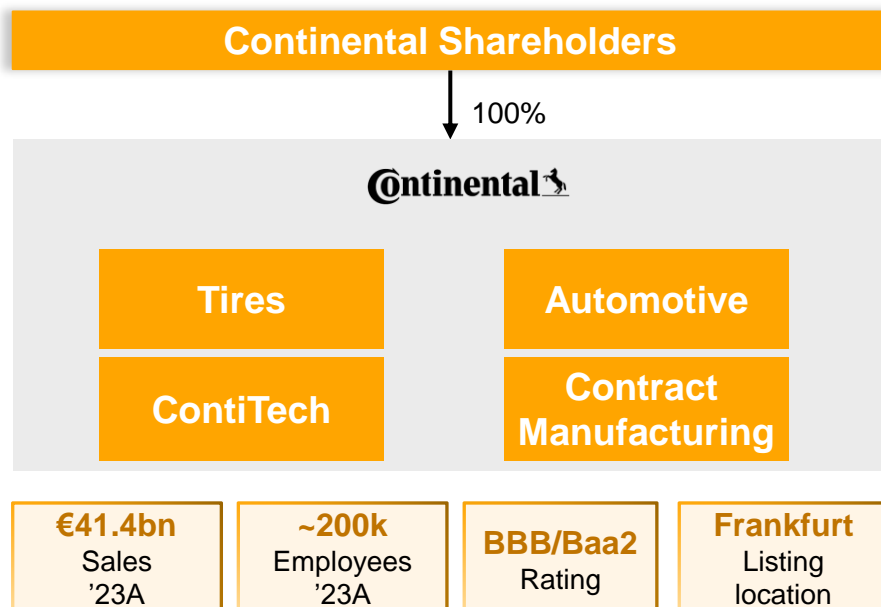 Continental Shareholders
100%
Continental
Tires
Automotive
ContiTech
Contract
Manufacturing
€41.4bn
Sales
’23A
~200k
Employees
’23A
BBB/Baa2
Rating
Frankfurt
Listing
location